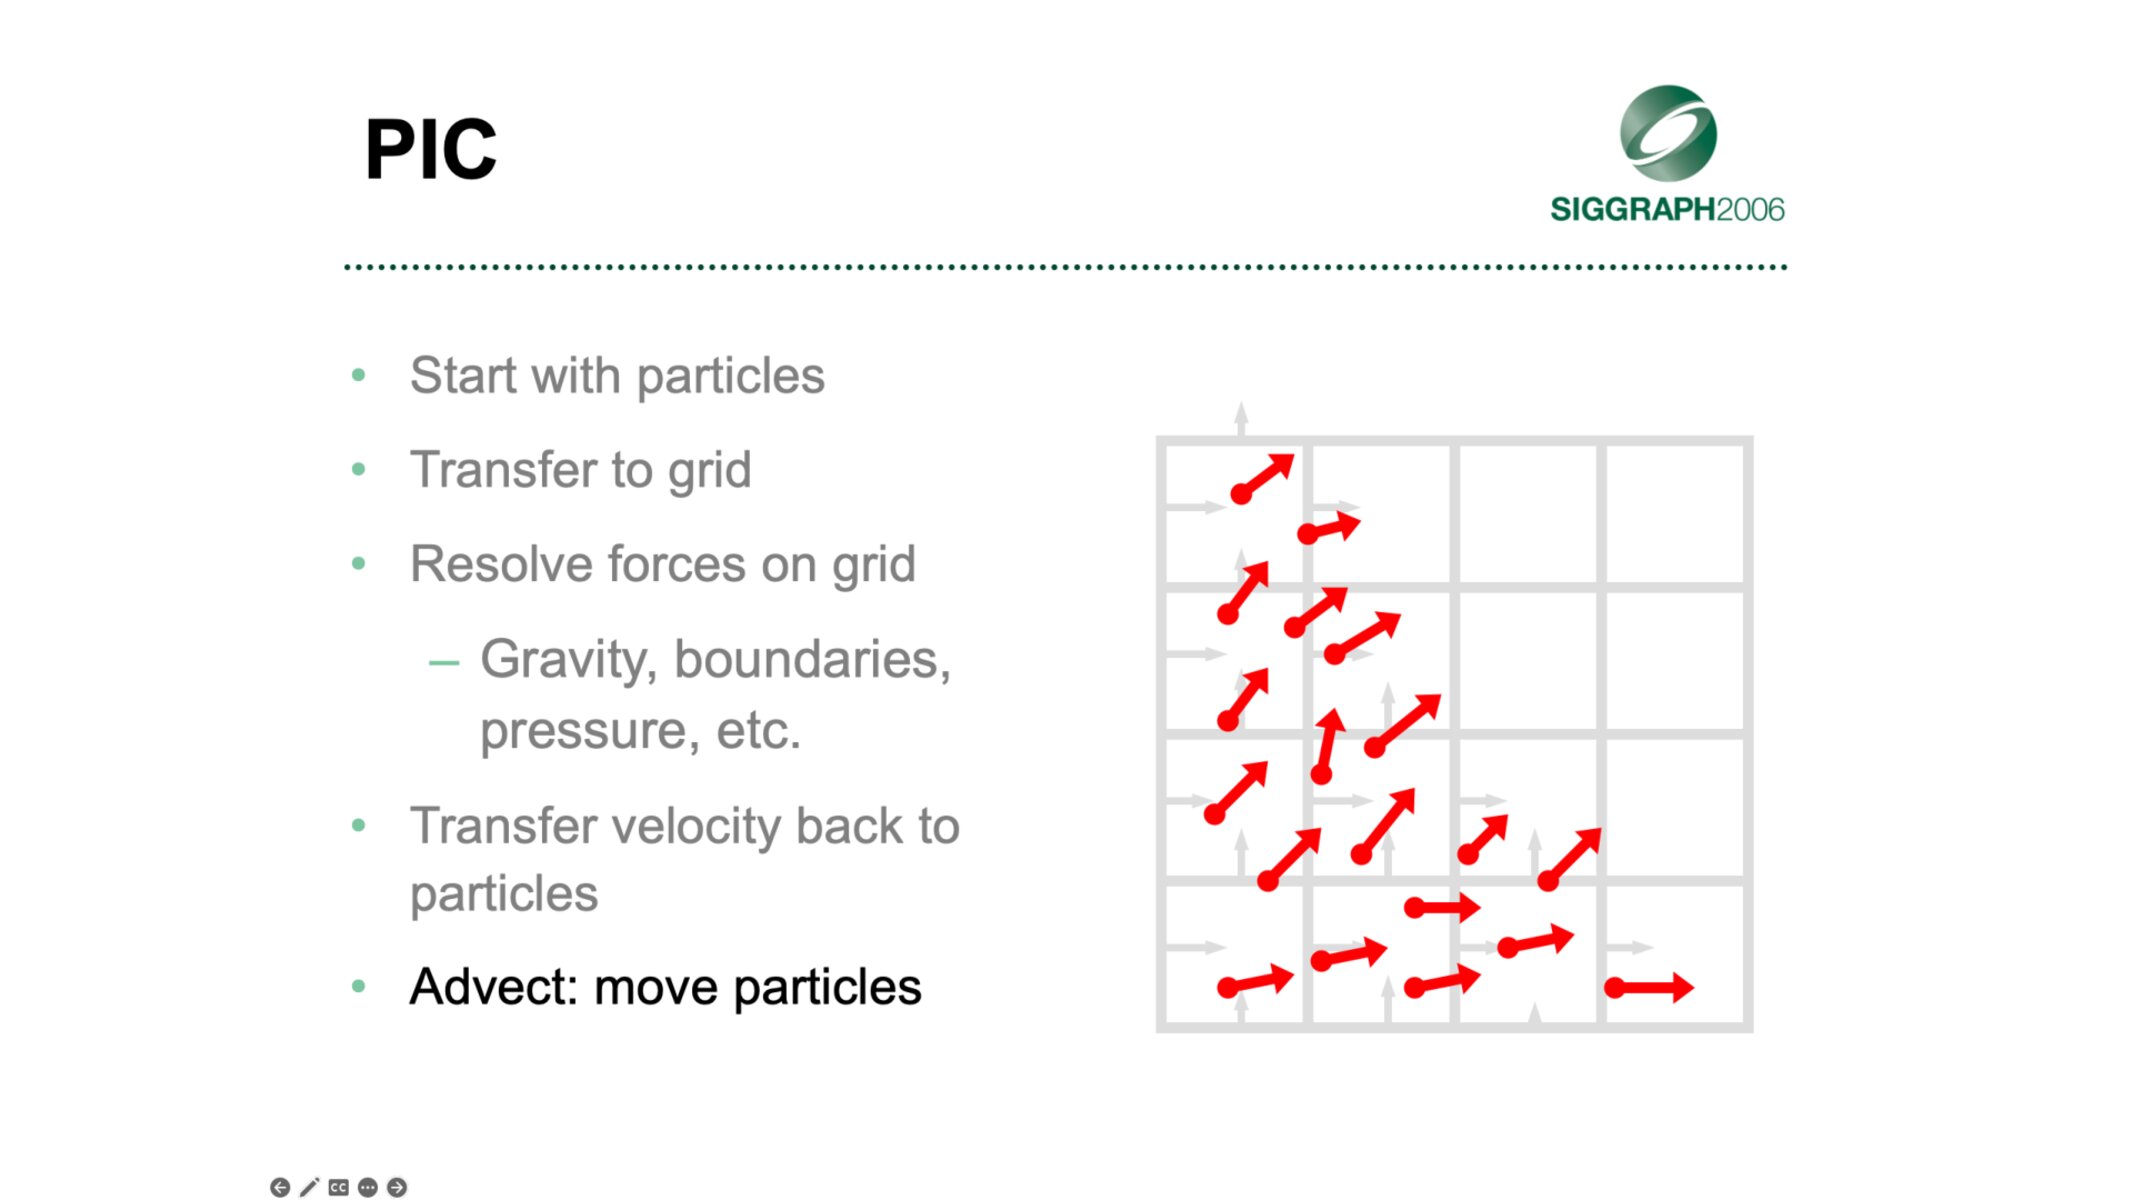 PIC
SIGGRAPH2006
• Start with particles
• Transfer to grid
• Resolve forces on grid
– Gravity, boundaries,
pressure, etc.
• Transfer velocity back to
particles
• Advect: move particles
CC